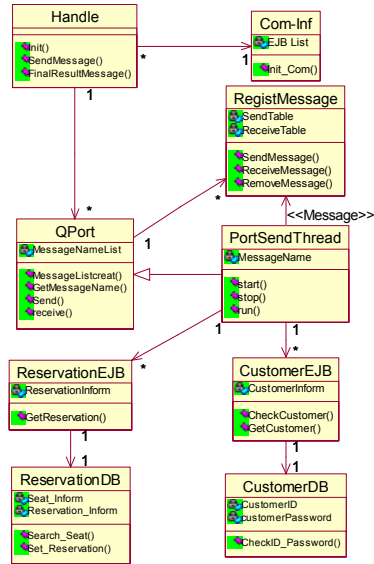 Handle
Init()
SendMessage()
FinalResultMessage()
Com-Inf
EJB List
Init_Com()
*
1
1
*
RegistMessage
SendTable
ReceiveTable
SendMessage()
ReceiveMessage()
RemoveMessage()
*
<<Message>>
QPort
MessageNameList
MessageListcreat()
GetMessageName()
Send()
receive()
1
PortSendThread
MessageName
start()
stop()
run()
1
1
*
*
ReservationEJB
ReservationInform
GetReservation()
1
1
CustomerEJB
CustomerInform
CheckCustomer()
GetCustomer()
1
1
ReservationDB
Seat_Inform
Reservation_Inform
Search_Seat()
Set_Reservation()
CustomerDB
CustomerID
customerPassword
CheckID_Password()